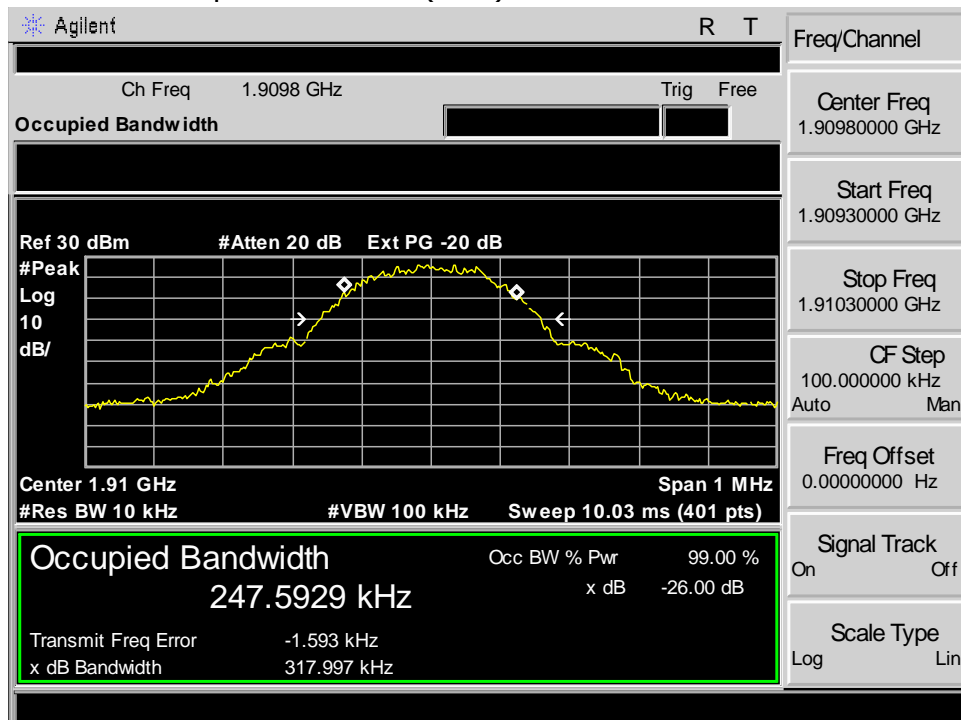 Agilent R T
Ch Freq 1.9098 GHz Trig Free
Occupied Bandwidth
Ref 30 dBm #Atten 20 dB Ext PG -20 dB
#Peak
Log
10
dB/
Center 1.91 GHz Span 1 MHz
#Res BW 10 kHz #VBW 100 kHz Sweep 10.03 ms (401 pts)
Occupied Bandwidth Occ BW % Pwr 99.00 %
247.5929 kHz x dB -26.00 dB
Transmit Freq Error -1.593 kHz
x dB Bandwidth 317.997 kHz
Freq/Channel
Center Freq
1.90980000 GHz
Start Freq
1.90930000 GHz
Stop Freq
1.91030000 GHz
CF Step
100.000000 kHz
Auto Man
Freq Offset
0.00000000 Hz
Signal Track
On Off
Scale Type
Log Lin